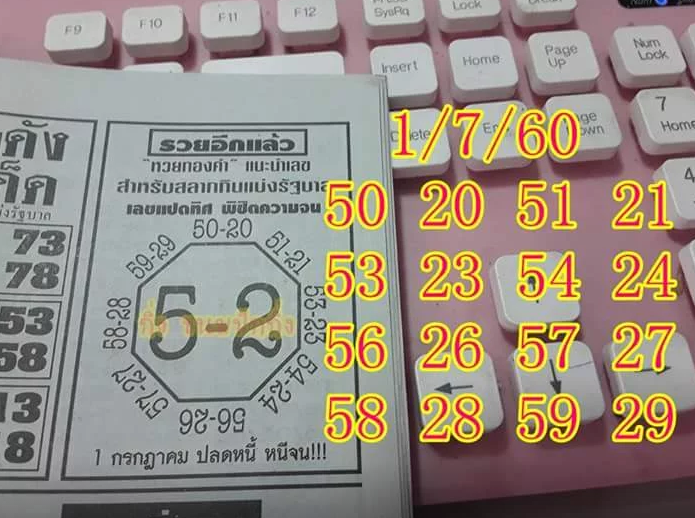 F9 F10 F11 F12
SysRq
Lock
Insert Home Page Up
Num Lock
7 Home
4
1/7/60
50 20 51 21
53 23 54 24
56 26 57 27
58 28 59 29
73
78
53
58
13
8
รวยอีกแล้ว
"ทวยทองคำ" แนะนำเลข
สำหรับสลากกินแบ่งรัฐบาล
เลขแปดทิศ พิชิตความจน
50-20
51-21
53-23
54-24
56-26
57-27
58-28
59-29
5-2
1 กรกฎาคม ปลดหนี้ หนีจน!!!